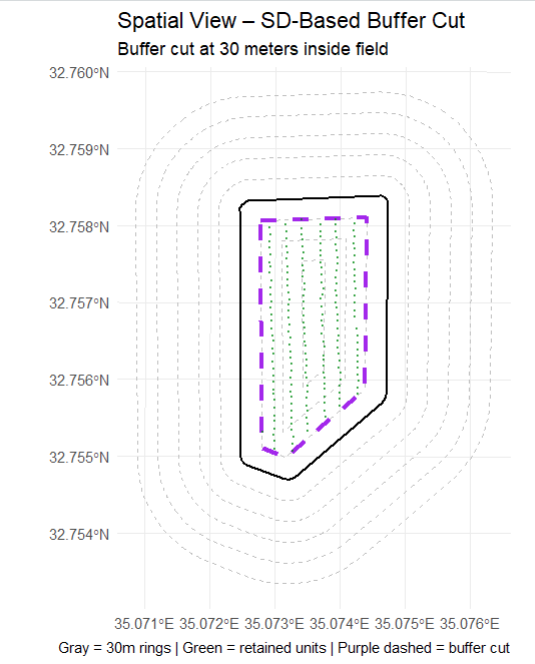 Spatial View – SD-Based Buffer Cut
Buffer cut at 30 meters inside field
32.760°N
32.759°N
32.758°N
32.757°N
32.756°N
32.755°N
32.754°N
35.071°E 35.072°E 35.073°E 35.074°E 35.075°E 35.076°E
Gray = 30m rings | Green = retained units | Purple dashed = buffer cut